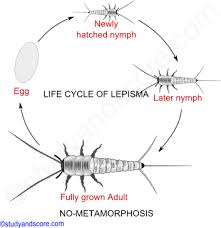 Newly
hatched nymph
Egg
LIFE CYCLE OF LEPISMA
Later nymph
Fully grown Adult
NO-METAMORPHOSIS
©studyandscore.com